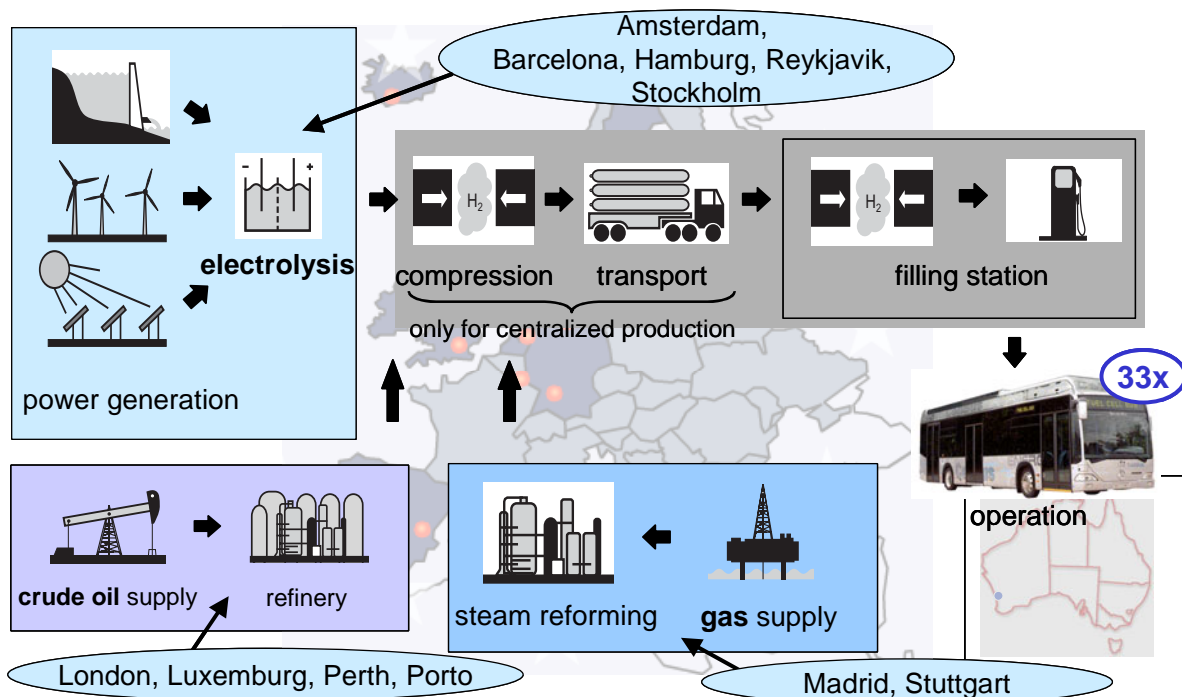 Amsterdam,
Barcelona, Hamburg, Reykjavik,
Stockholm
- +
electrolysis
power generation
H2
compression
transport
only for centralized production
H2
filling station
33x
operation
crude oil supply
refinery
steam reforming
gas supply
London, Luxemburg, Perth, Porto
Madrid, Stuttgart